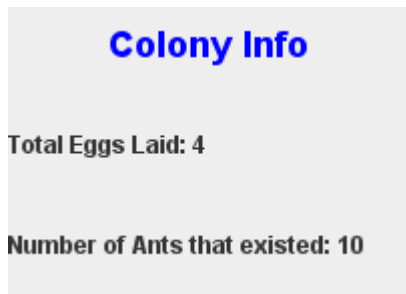 Colony Info
Total Eggs Laid: 4
Number of Ants that existed: 10